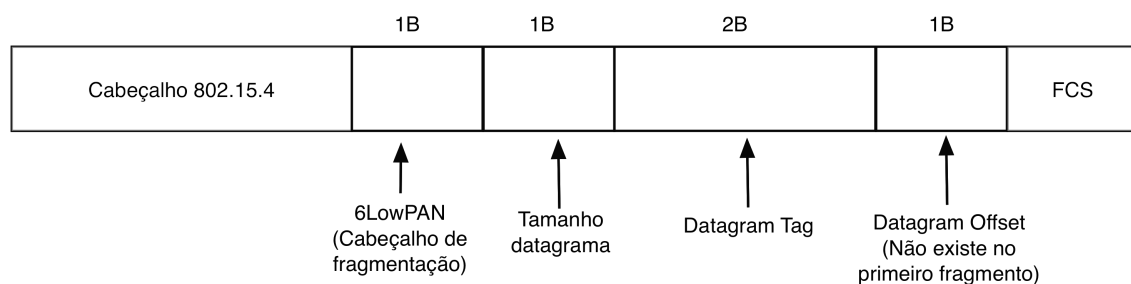 1B 1B 2B 1B
Cabeçalho 802.15.4 FCS
6LowPAN
(Cabeçalho de
fragmentação)
Tamanho
datagrama
Datagram Tag
Datagram Offset
(Não existe no
primeiro fragmento)